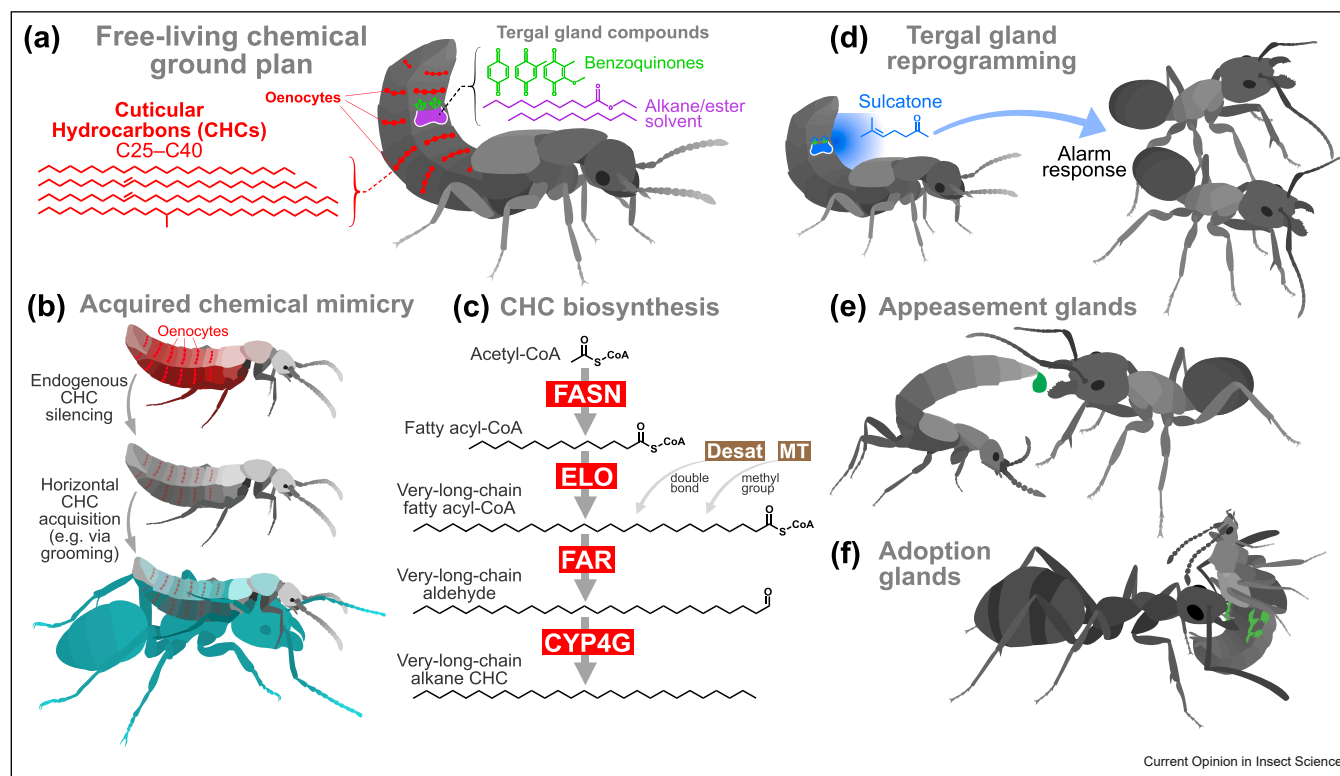 (a)
Free-living chemical
ground plan
Cuticular
Hydrocarbons (CHCs)
C25–C40
Oenocytes
Tergal gland compounds
Benzoquinones
Alkane/ester
solvent
O
O
O
O
O
O
O
O
O
(b)
Acquired chemical mimicry
Oenocytes
Endogenous
CHC
silencing
Horizontal
CHC
acquisition
(e.g. via
grooming)
(c)
CHC biosynthesis
Acetyl-CoA
O
S
CoA
FASN
Fatty acyl-CoA
O
S
CoA
ELO
Desat
MT
double
bond
methyl
group
Very-long-chain
fatty acyl-CoA
O
S
CoA
FAR
Very-long-chain
aldehyde
O
CYP4G
Very-long-chain
alkane CHC
(d)
Tergal gland
reprogramming
Sulcatone
O
Alarm
response
(e)
Appeasement glands
(f)
Adoption
glands
Current Opinion in Insect Science